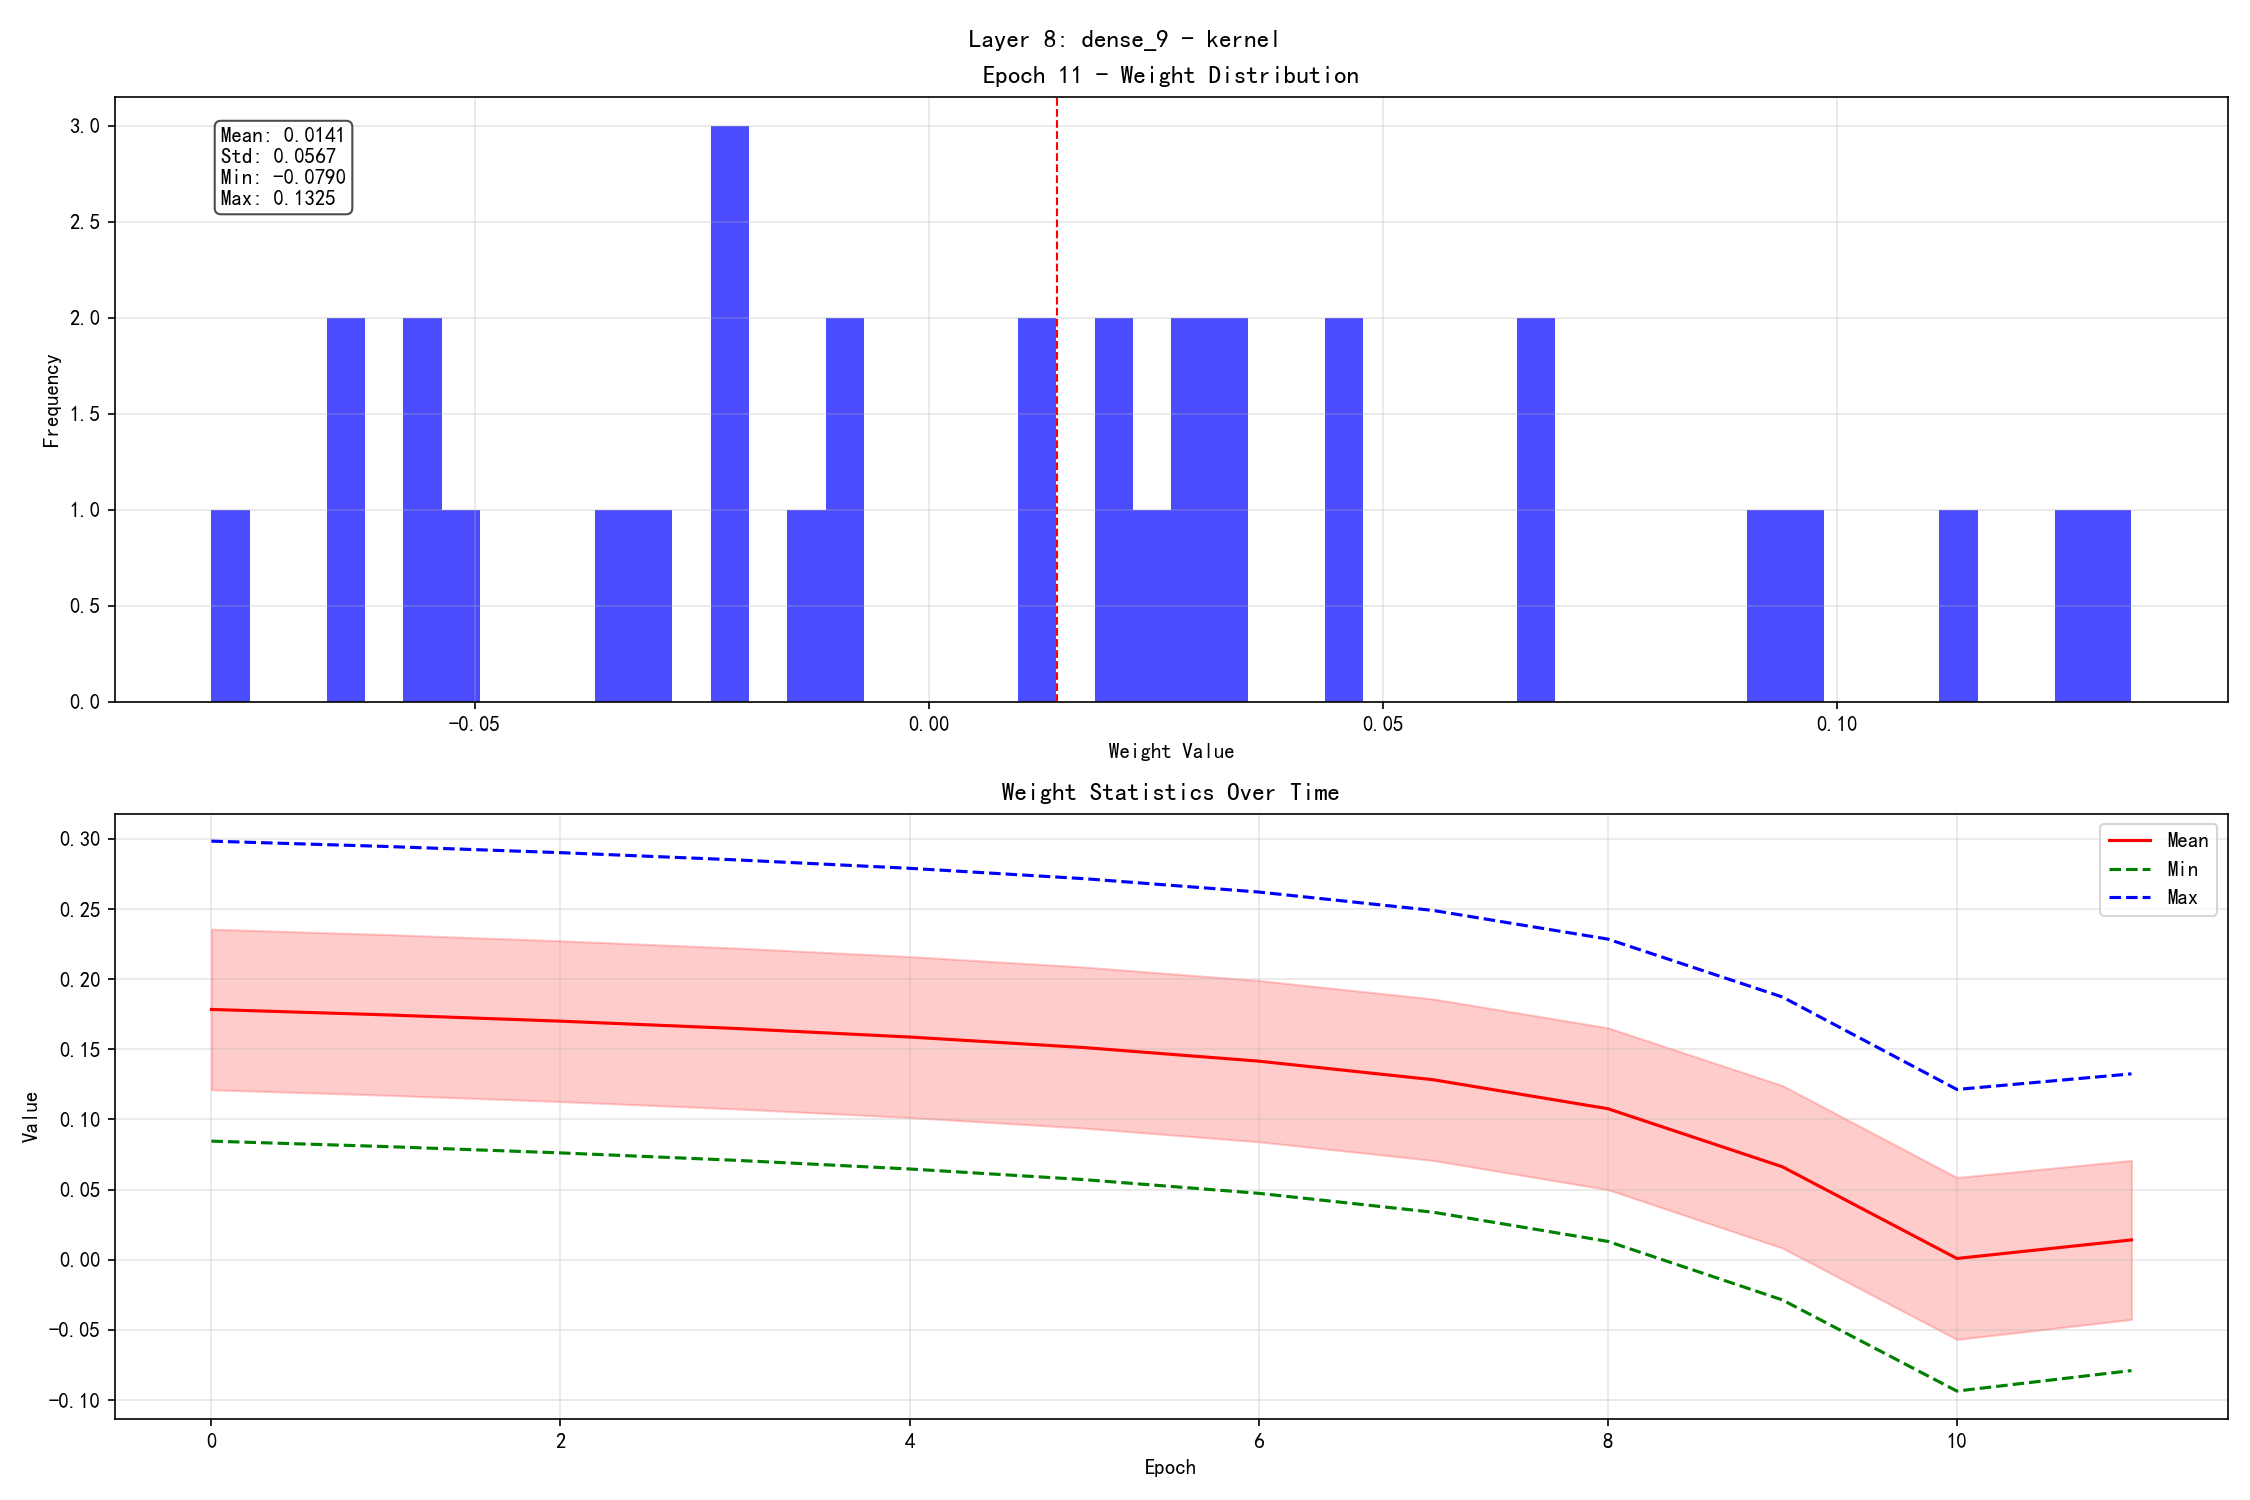 Layer 8: dense_9 - kernel
Epoch 11 - Weight Distribution
Mean: 0.0141
Std: 0.0567
Min: -0.0790
Max: 0.1325
3.0
2.5
2.0
1.5
1.0
0.5
0.0
Frequency
-0.05
0.00
0.05
0.10
Weight Value
Weight Statistics Over Time
Mean
Min
Max
0.30
0.25
0.20
0.15
0.10
0.05
0.00
-0.05
-0.10
Value
0
2
4
6
8
10
Epoch